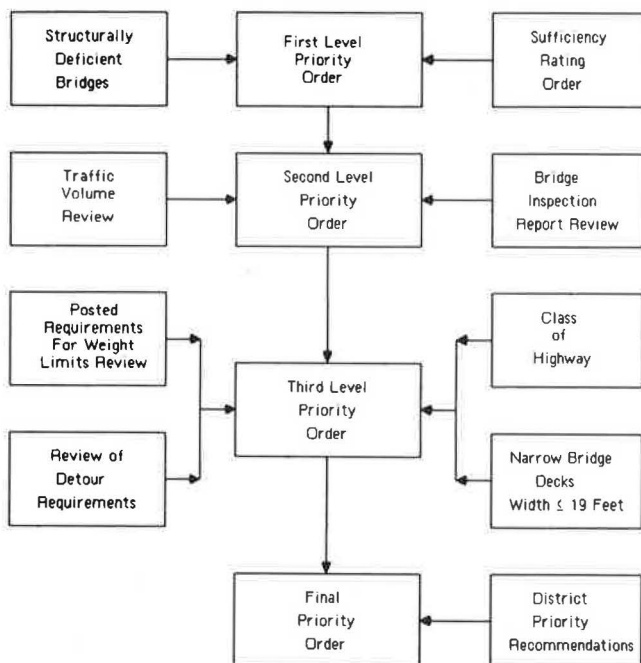 Structurally
Deficient
Bridges
First Level
Priority
Order
Sufficiency
Rating
Order
Traffic
Volume
Review
Second Level
Priority
Order
Bridge
Inspection
Report Review
Posted
Requirements
For Weight
Limits Review
Class
of
Highway
Third Level
Priority
Order
Review of
Detour
Requirements
Narrow Bridge
Decks
Width ≤ 19 Feet
Final
Priority
Order
District
Priority
Recommendations